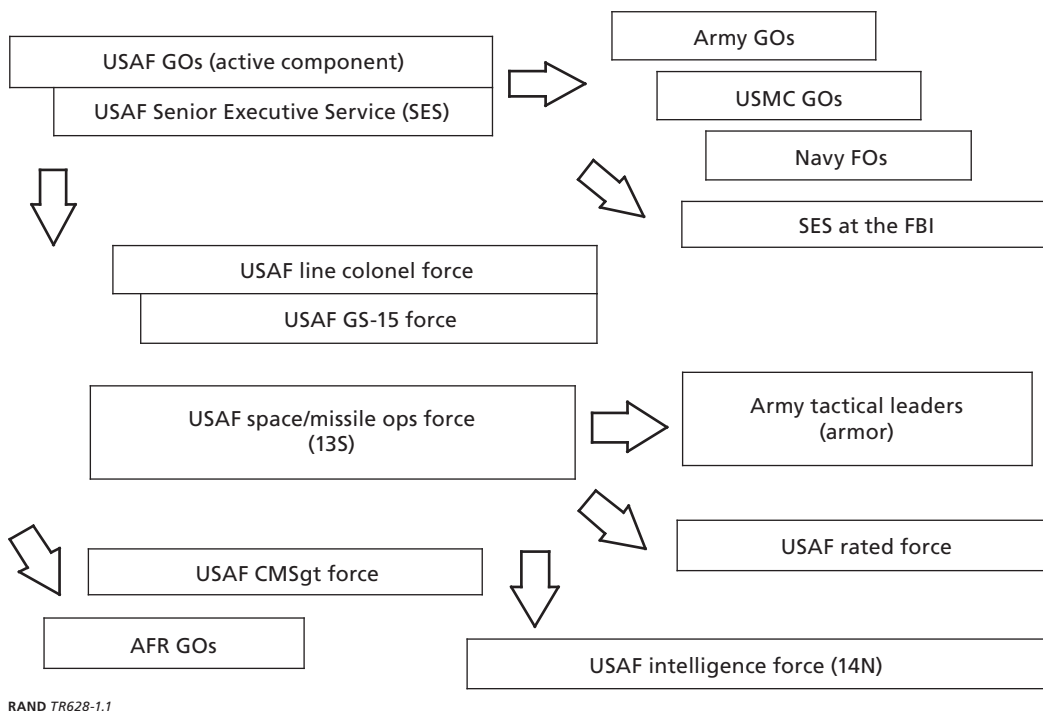 USAF GOs (active component)
USAF Senior Executive Service (SES)
Army GOs
USMC GOs
Navy FOs
SES at the FBI
USAF line colonel force
USAF GS-15 force
USAF space/missile ops force
(13S)
Army tactical leaders
(armor)
USAF rated force
USAF CMSgt force
AFR GOs
USAF intelligence force (14N)
RAND TR628-1.1